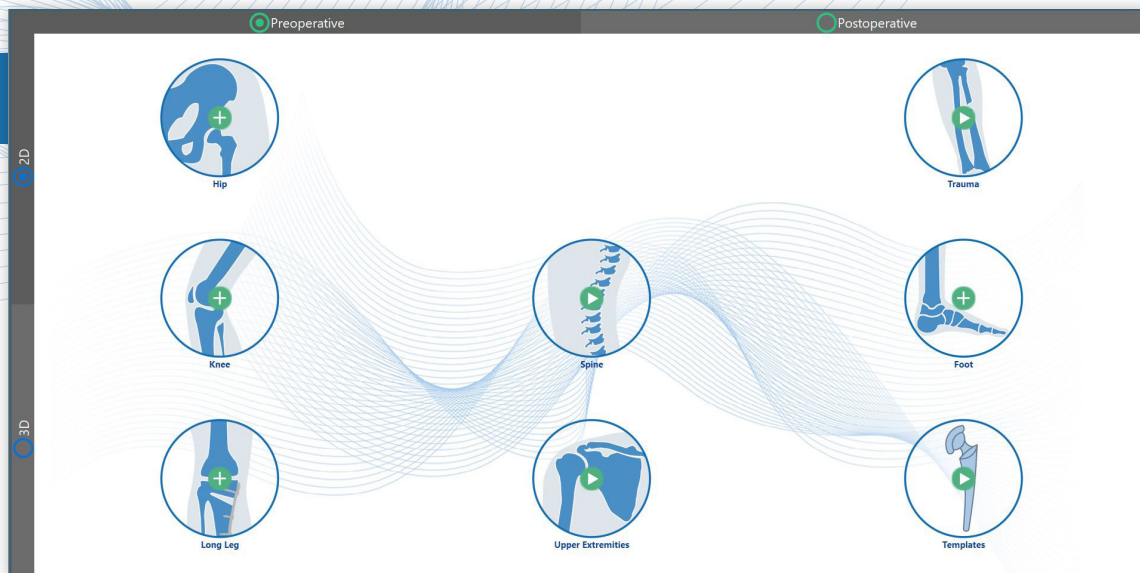 Preoperative
Postoperative
2D
3D
Hip
Trauma
Knee
Spine
Foot
Long Leg
Upper Extremities
Templates